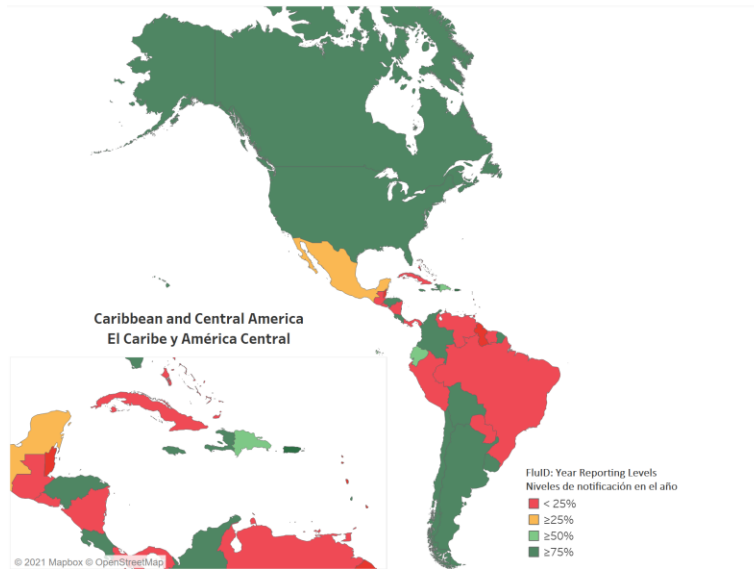 Caribbean and Central America
El Caribe y América Central
© 2021 Mapbox © OpenStreetMap
FluID: Year Reporting Levels
Niveles de notificación en el año
< 25%
≥25%
≥50%
≥75%